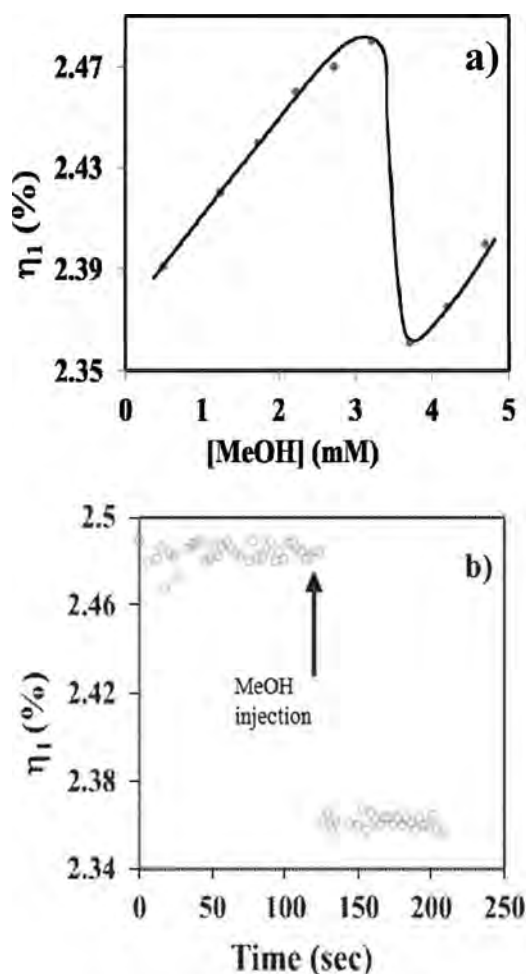 a)
2.47
2.43
2.39
2.35
η1 (%)
0 1 2 3 4 5
[MeOH] (mM)
b)
2.5
2.46
2.42
2.38
2.34
η1 (%)
MeOH
injection
0 50 100 150 200 250
Time (sec)